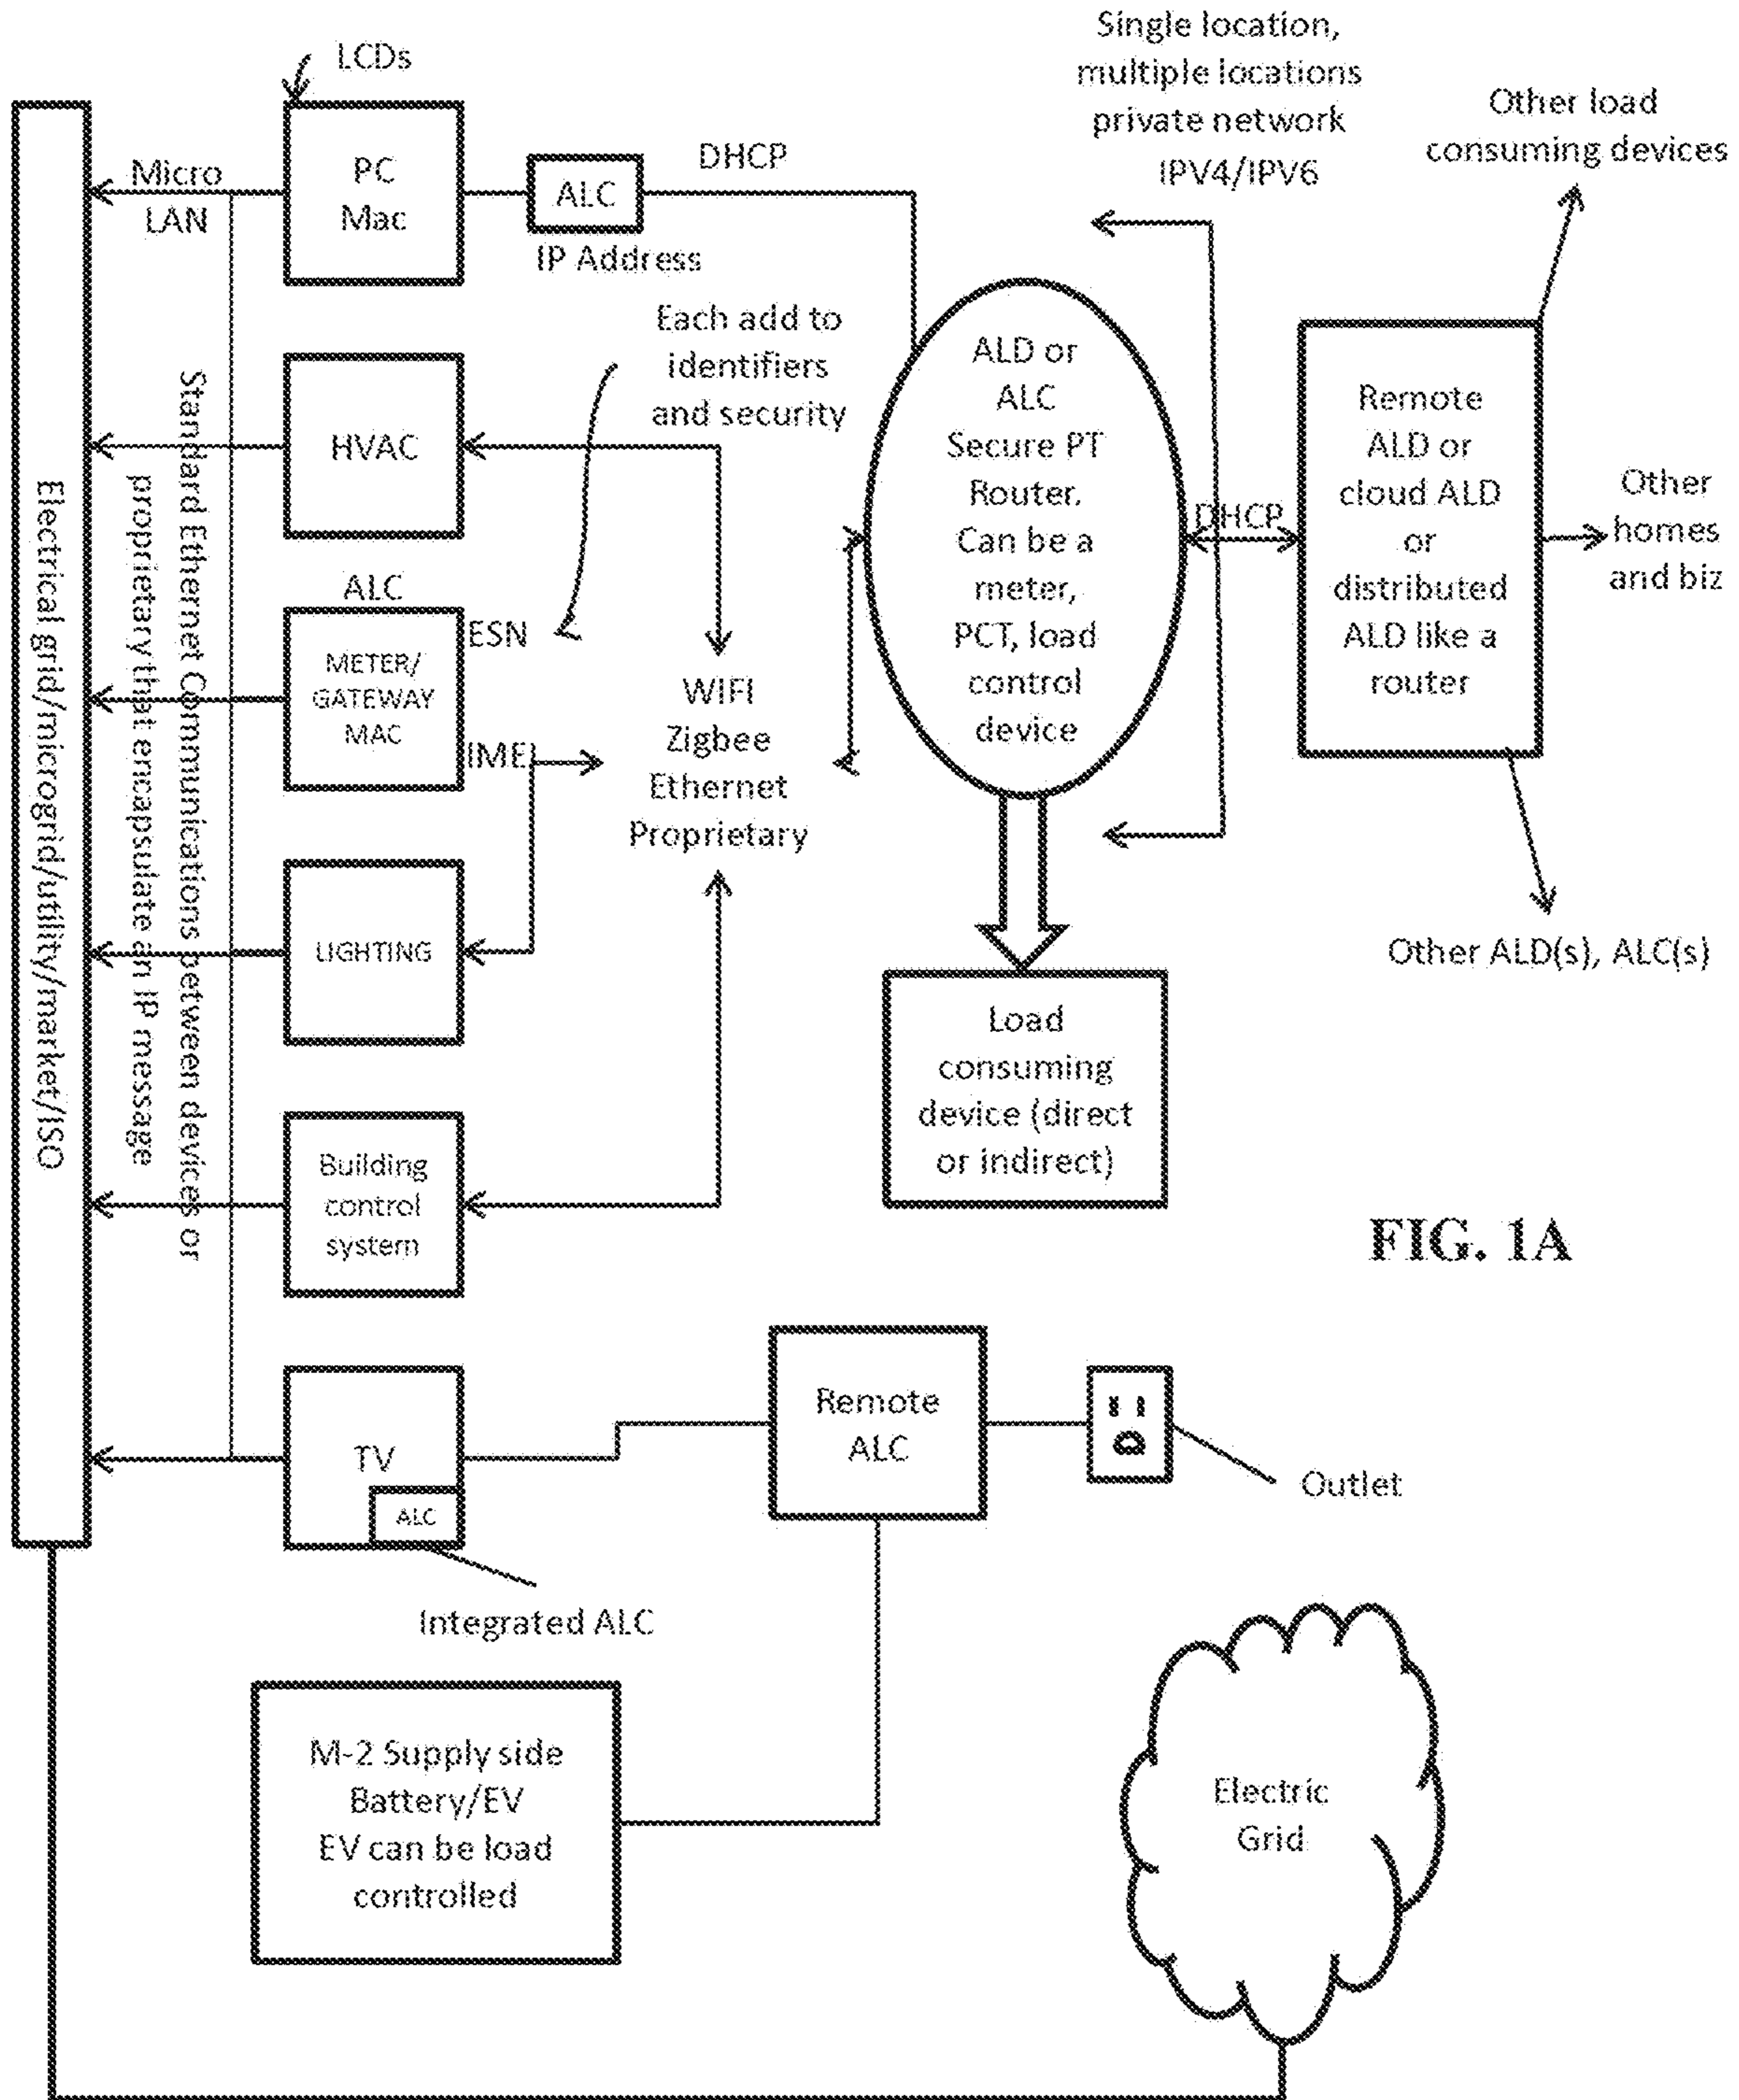 LCDs
Single location,
multiple locations
private network
IPV4/IPV6
Other load
consuming devices
Micro
LAN
PC
Mac
ALC
DHCP
IP Address
Each add to
identifiers
and security
HVAC
ALD or
ALC
Secure PT
Router.
Can be a
meter,
PCT, load
control
device
DHCP
Remote
ALD or
cloud ALD
or
distributed
ALD like a
router
Other
homes
and biz
Electrical grid/microgrid/utility/market/ISO
Standard Ethernet Communications between devices or
proprietary that encapsulate an IP message
ALC
METER/
GATEWAY
MAC
ESN
IMEI
WIFI
Zigbee
Ethernet
Proprietary
LIGHTING
Other ALD(s), ALC(s)
Load
consuming
device (direct
or indirect)
Building
control
system
FIG. 1A
TV
ALC
Remote
ALC
Outlet
Integrated ALC
M-2 Supply side
Battery/EV
EV can be load
controlled
Electric
Grid